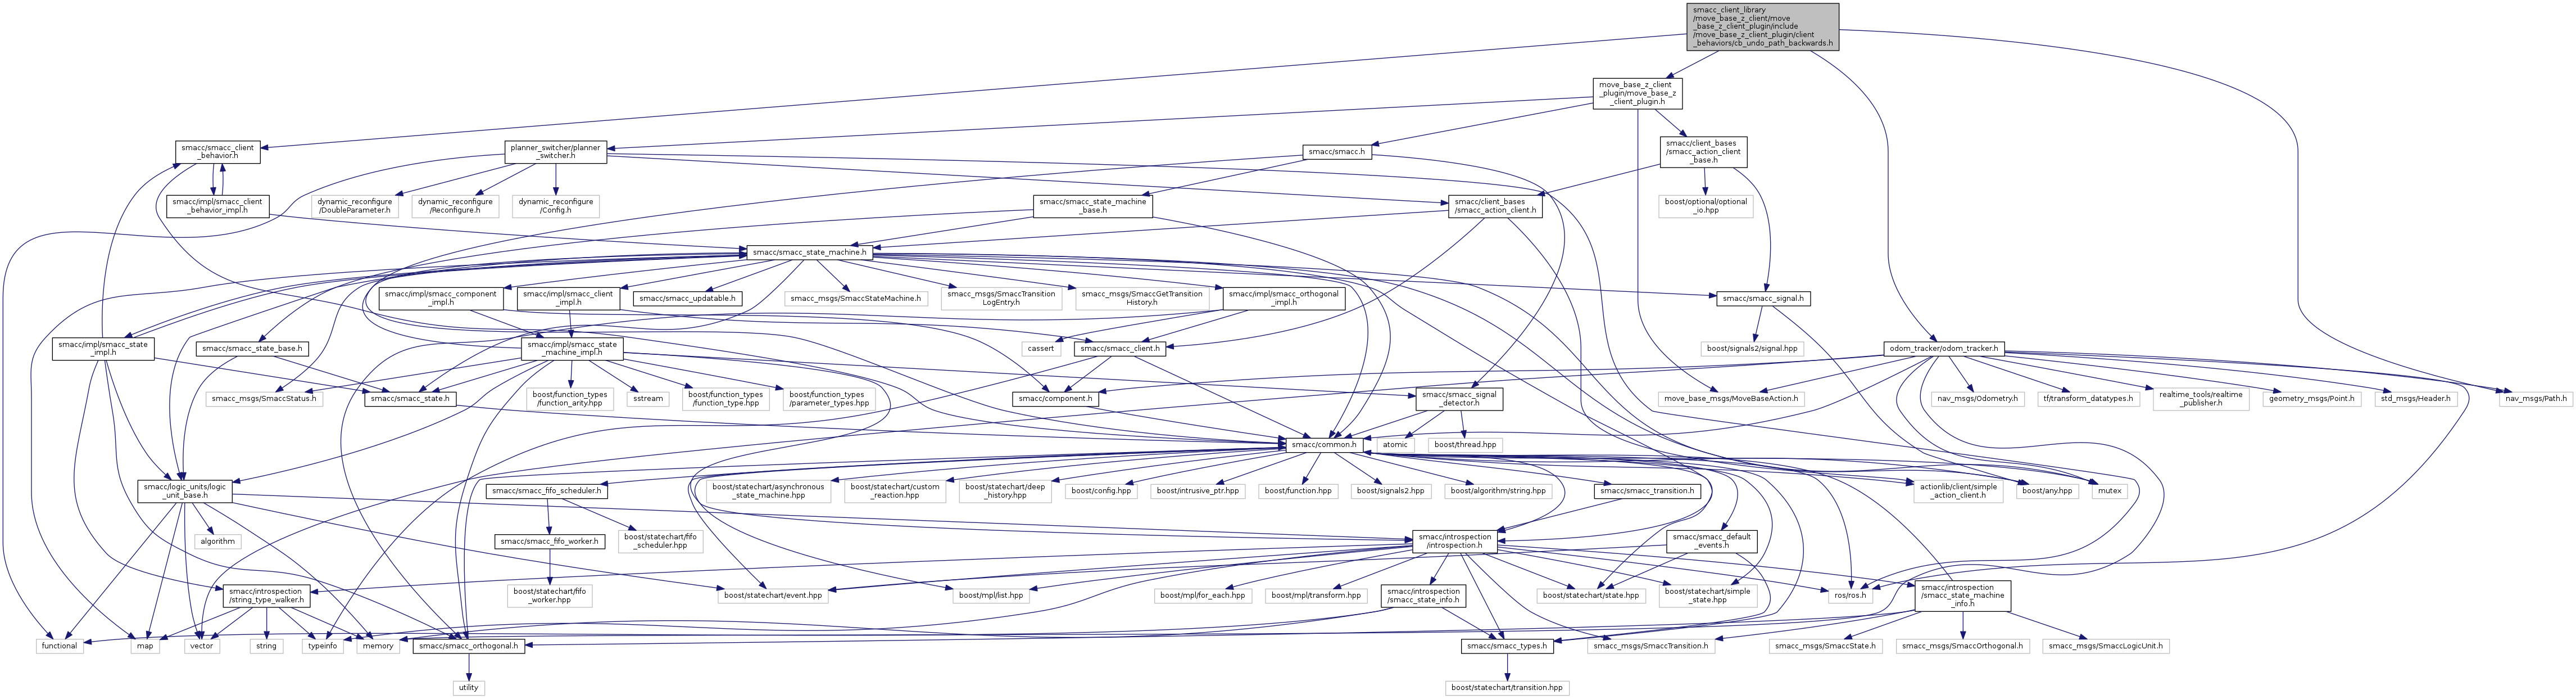 smacc_client_library
/move_base_z_client/move
_base_z_client_plugin/include
/move_base_z_client_plugin/client
_behaviors/cb_undo_path_backwards.h
move_base_z_client
_plugin/move_base_z
_client_plugin.h
smacc/smacc_client
_behavior.h
planner_switcher/planner
_switcher.h
smacc/smacc.h
smacc/client_bases
/smacc_action_client
_base.h
smacc/impl/smacc_client
_behavior_impl.h
dynamic_reconfigure
/DoubleParameter.h
dynamic_reconfigure
/Reconfigure.h
dynamic_reconfigure
/Config.h
smacc/smacc_state_machine
_base.h
smacc/client_bases
/smacc_action_client.h
boost/optional/optional
_io.hpp
smacc/smacc_state_machine.h
smacc/impl/smacc_component
_impl.h
smacc/impl/smacc_client
_impl.h
smacc/smacc_updatable.h
smacc_msgs/SmaccStateMachine.h
smacc_msgs/SmaccTransition
LogEntry.h
smacc_msgs/SmaccGetTransition
History.h
smacc/impl/smacc_orthogonal
_impl.h
smacc/smacc_signal.h
smacc/impl/smacc_state
_impl.h
smacc/smacc_state_base.h
smacc/impl/smacc_state
_machine_impl.h
cassert
smacc/smacc_client.h
boost/signals2/signal.hpp
odom_tracker/odom_tracker.h
smacc_msgs/SmaccStatus.h
smacc/smacc_state.h
boost/function_types
/function_arity.hpp
sstream
boost/function_types
/function_type.hpp
boost/function_types
/parameter_types.hpp
smacc/component.h
smacc/smacc_signal
_detector.h
move_base_msgs/MoveBaseAction.h
nav_msgs/Odometry.h
tf/transform_datatypes.h
realtime_tools/realtime
_publisher.h
geometry_msgs/Point.h
std_msgs/Header.h
nav_msgs/Path.h
smacc/common.h
atomic
boost/thread.hpp
smacc/logic_units/logic
_unit_base.h
smacc/smacc_fifo_scheduler.h
boost/statechart/asynchronous
_state_machine.hpp
boost/statechart/custom
_reaction.hpp
boost/statechart/deep
_history.hpp
boost/config.hpp
boost/intrusive_ptr.hpp
boost/function.hpp
boost/signals2.hpp
boost/algorithm/string.hpp
smacc/smacc_transition.h
actionlib/client/simple
_action_client.h
boost/any.hpp
mutex
algorithm
smacc/smacc_fifo_worker.h
boost/statechart/fifo
_scheduler.hpp
smacc/introspection
/introspection.h
smacc/smacc_default
_events.h
smacc/introspection
/string_type_walker.h
boost/statechart/fifo
_worker.hpp
boost/statechart/event.hpp
boost/mpl/list.hpp
boost/mpl/for_each.hpp
boost/mpl/transform.hpp
smacc/introspection
/smacc_state_info.h
boost/statechart/state.hpp
boost/statechart/simple
_state.hpp
ros/ros.h
smacc/introspection
/smacc_state_machine
_info.h
functional
map
vector
string
typeinfo
memory
smacc/smacc_orthogonal.h
smacc/smacc_types.h
smacc_msgs/SmaccTransition.h
smacc_msgs/SmaccState.h
smacc_msgs/SmaccOrthogonal.h
smacc_msgs/SmaccLogicUnit.h
utility
boost/statechart/transition.hpp